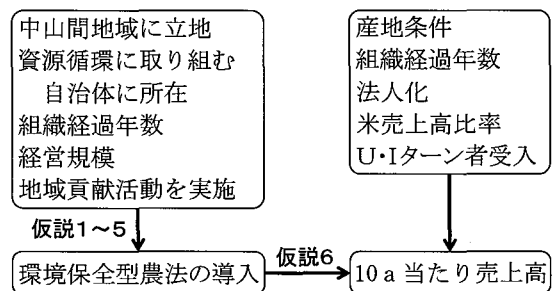 中山間地域に立地
資源循環に取り組む
自治体に所在
組織経過年数
経営規模
地域貢献活動を実施
産地条件
組織経過年数
法人化
米売上高比率
U・Iターン者受入
仮説1～5
仮説6
環境保全型農法の導入
10a当たり売上高